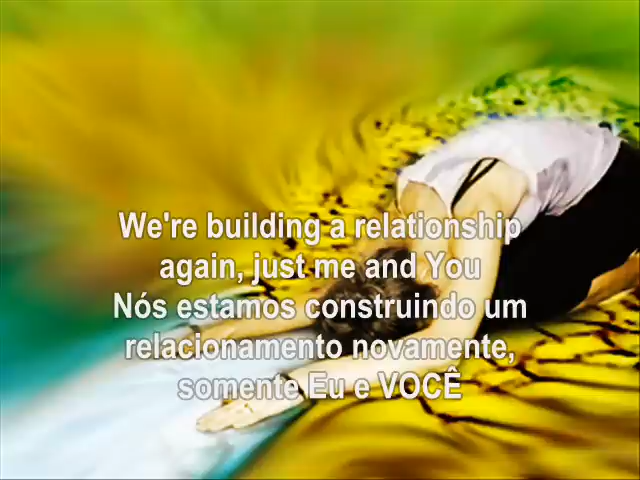 We're building a relationship
again, just me and You
Nós estamos construindo um
relacionamento novamente,
somente Eu e VOCÊ